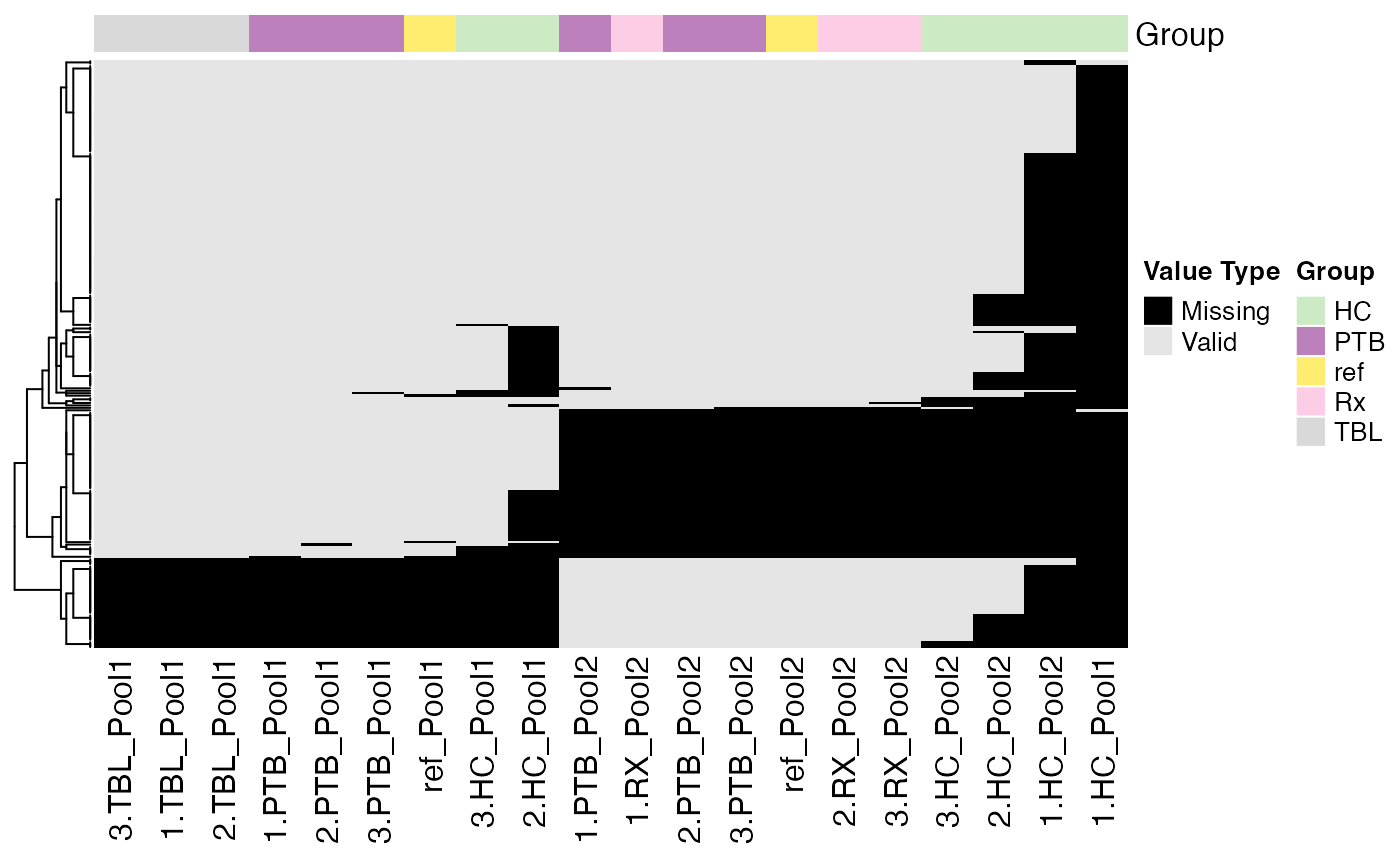 Group
Value Type
Missing
Valid
Group
HC
PTB
ref
Rx
TBL
3.TBL_Pool1
1.TBL_Pool1
2.TBL_Pool1
1.PTB_Pool1
2.PTB_Pool1
3.PTB_Pool1
ref_Pool1
3.HC_Pool1
2.HC_Pool1
1.PTB_Pool2
1.RX_Pool2
2.PTB_Pool2
3.PTB_Pool2
ref_Pool2
2.RX_Pool2
3.RX_Pool2
3.HC_Pool2
2.HC_Pool2
1.HC_Pool2
1.HC_Pool1